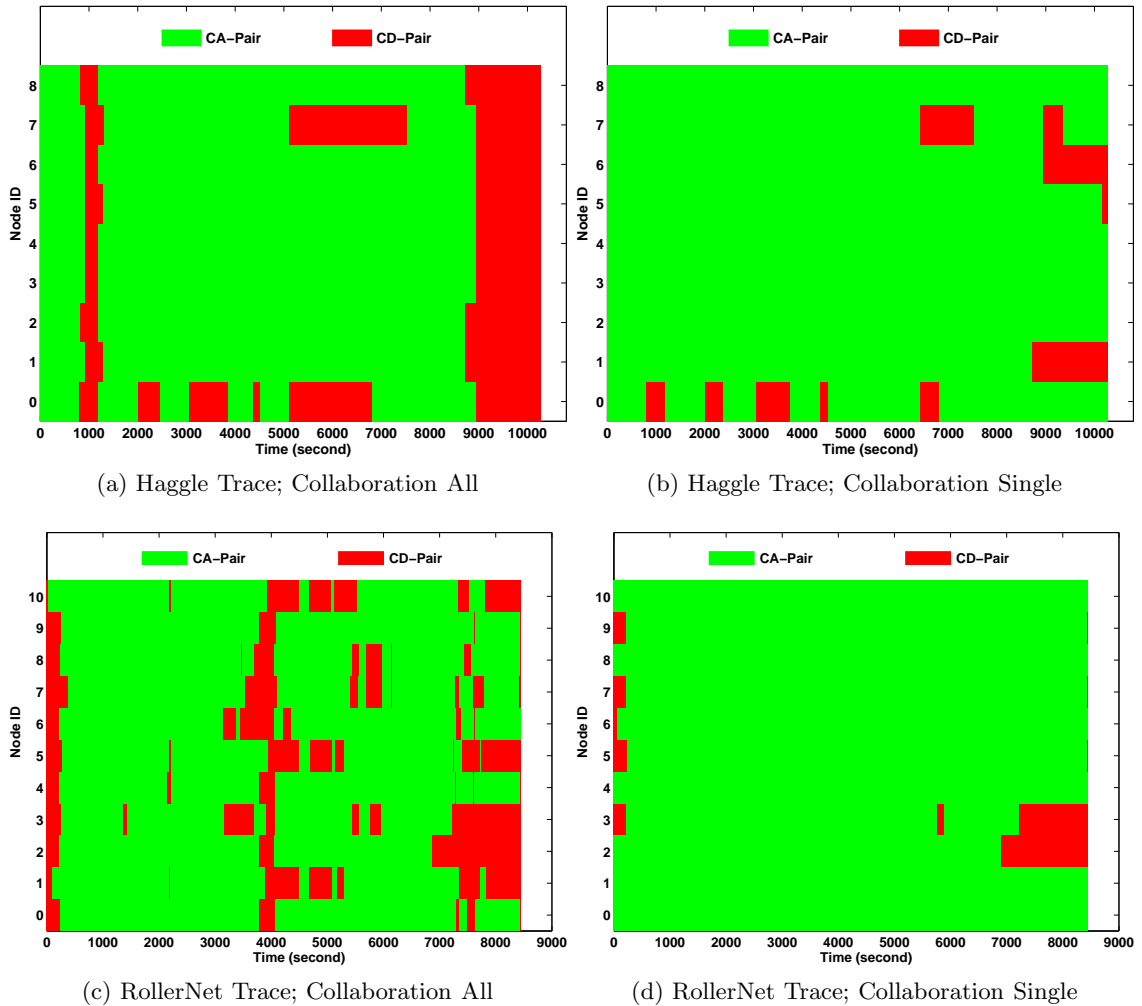 CA−Pair CD−Pair
8
7
6
5
4
3
2
1
0
Node ID
0 1000 2000 3000 4000 5000 6000 7000 8000 9000 10000
Time (second)
(a) Haggle Trace; Collaboration All
CA−Pair CD−Pair
8
7
6
5
4
3
2
1
0
Node ID
0 1000 2000 3000 4000 5000 6000 7000 8000 9000 10000
Time (second)
(b) Haggle Trace; Collaboration Single
CA−Pair CD−Pair
10
9
8
7
6
5
4
3
2
1
0
Node ID
0 1000 2000 3000 4000 5000 6000 7000 8000 9000
Time (second)
(c) RollerNet Trace; Collaboration All
CA−Pair CD−Pair
10
9
8
7
6
5
4
3
2
1
0
Node ID
0 1000 2000 3000 4000 5000 6000 7000 8000 9000
Time (second)
(d) RollerNet Trace; Collaboration Single